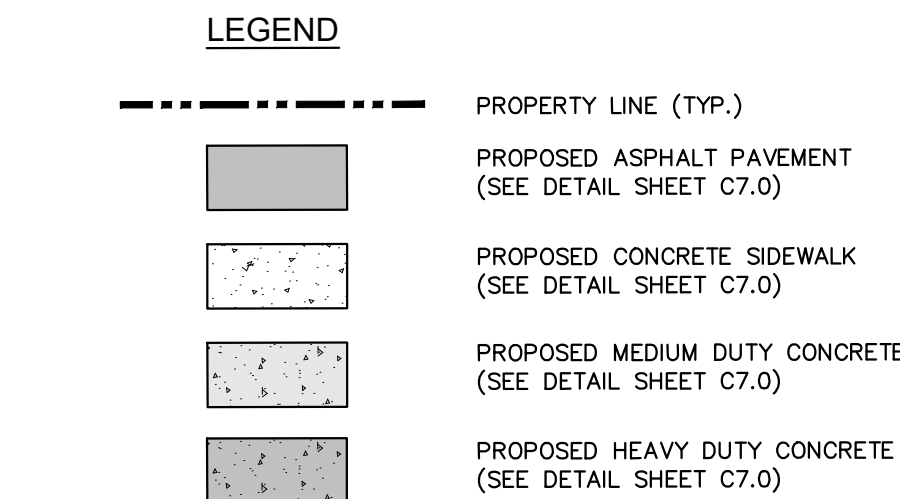 LEGEND
PROPERTY LINE (TYP.)
PROPOSED ASPHALT PAVEMENT
(SEE DETAIL SHEET C7.0)
PROPOSED CONCRETE SIDEWALK
(SEE DETAIL SHEET C7.0)
PROPOSED MEDIUM DUTY CONCRETE
(SEE DETAIL SHEET C7.0)
PROPOSED HEAVY DUTY CONCRETE
(SEE DETAIL SHEET C7.0)